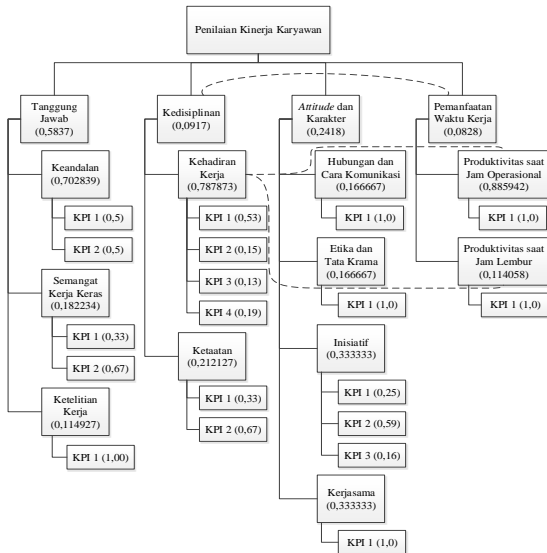 Penilaian Kinerja Karyawan
Tanggung
Jawab
(0,5837)
Keandalan
(0,702839)
KPI 1 (0,5)
KPI 2 (0,5)
Semangat
Kerja Keras
(0,182234)
KPI 1 (0,33)
KPI 2 (0,67)
Ketelitian
Kerja
(0,114927)
KPI 1 (1,00)
Kedisiplinan
(0,0917)
Kehadiran
Kerja
(0,787873)
KPI 1 (0,53)
KPI 2 (0,15)
KPI 3 (0,13)
KPI 4 (0,19)
Ketaatan
(0,212127)
KPI 1 (0,33)
KPI 2 (0,67)
Attitude dan
Karakter
(0,2418)
Hubungan dan
Cara Komunikasi
(0,166667)
KPI 1 (1,0)
Etika dan
Tata Krama
(0,166667)
KPI 1 (1,0)
Inisiatif
(0,333333)
KPI 1 (0,25)
KPI 2 (0,59)
KPI 3 (0,16)
Kerjasama
(0,333333)
KPI 1 (1,0)
Pemanfaatan
Waktu Kerja
(0,0828)
Produktivitas saat
Jam Operasional
(0,885942)
KPI 1 (1,0)
Produktivitas saat
Jam Lembur
(0,114058)
KPI 1 (1,0)